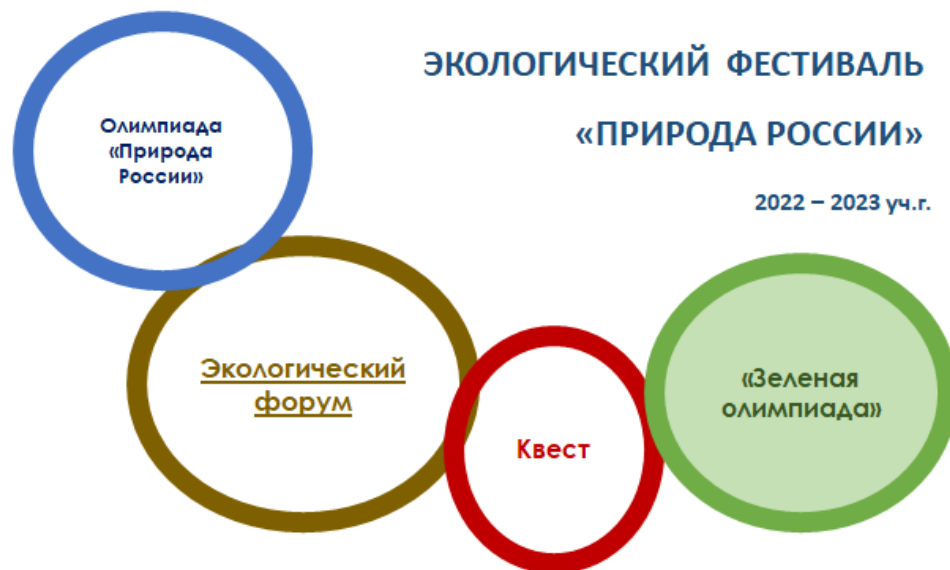 ЭКОЛОГИЧЕСКИЙ ФЕСТИВАЛЬ
«ПРИРОДА РОССИИ»
2022 – 2023 уч.г.
Олимпиада
«Природа
России»
Экологический
форум
Квест
«Зеленая
олимпиада»